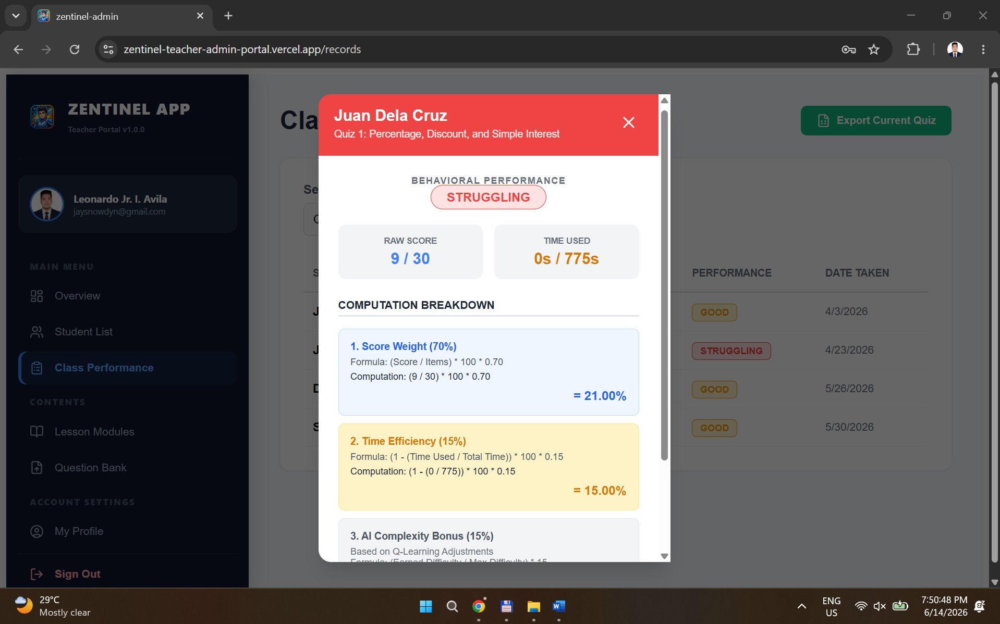 zentinel-admin
zentinel-teacher-admin-portal.vercel.app/records
ZENTINEL APP
Teacher Portal v1.0.0
Leonardo Jr. I. Avila
jaysnowdyn@gmail.com
MAIN MENU
Overview
Student List
Class Performance
CONTENTS
Lesson Modules
Question Bank
ACCOUNT SETTINGS
My Profile
Sign Out
Cla
Export Current Quiz
Se
PERFORMANCE
DATE TAKEN
GOOD
4/3/2026
STRUGGLING
4/23/2026
GOOD
5/26/2026
GOOD
5/30/2026
Juan Dela Cruz
Quiz 1: Percentage, Discount, and Simple Interest
BEHAVIORAL PERFORMANCE
STRUGGLING
RAW SCORE
9 / 30
TIME USED
0s / 775s
COMPUTATION BREAKDOWN
1. Score Weight (70%)
Formula: (Score / Items) * 100 * 0.70
Computation: (9 / 30) * 100 * 0.70
= 21.00%
2. Time Efficiency (15%)
Formula: (1 - (Time Used / Total Time)) * 100 * 0.15
Computation: (1 - (0 / 775)) * 100 * 0.15
= 15.00%
3. AI Complexity Bonus (15%)
Based on Q-Learning Adjustments
Formula: (Earned Difficulty / Max Difficulty) * 15
29°C
Mostly clear
ENG
US
7:50:48 PM
6/14/2026